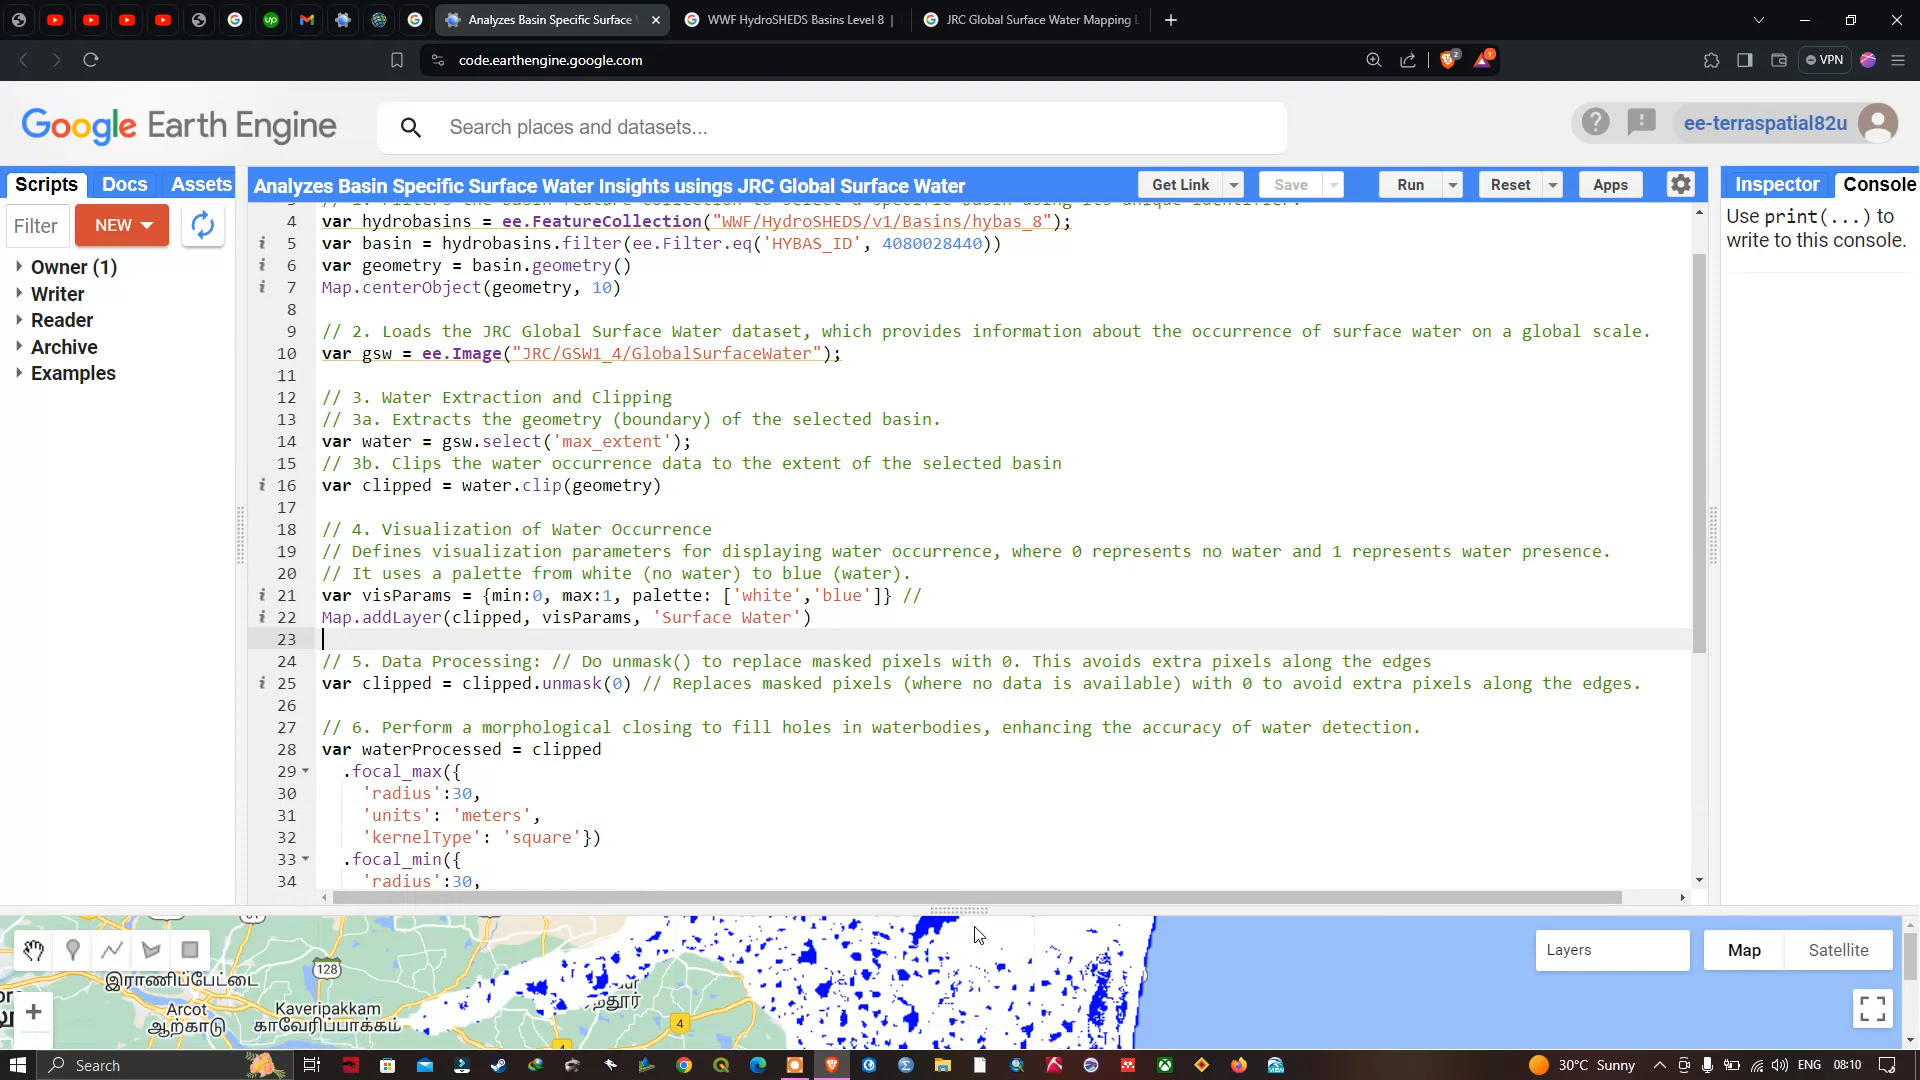 Analyzes Basin Specific Surface
WWF HydroSHEDS Basins Level 8 |
JRC Global Surface Water Mapping L
code.earthengine.google.com
2
1
VPN
Google Earth Engine
Search places and datasets...
ee-terraspatial82u
Scripts
Docs
Assets
Analyzes Basin Specific Surface Water Insights usings JRC Global Surface Water
Get Link
Save
Run
Reset
Apps
Inspector
Console
Filter
NEW
Owner (1)
Writer
Reader
Archive
Examples
Use print(...) to
write to this console.
4 var hydrobasins = ee.FeatureCollection("WWF/HydroSHEDS/v1/Basins/hybas_8");
5 var basin = hydrobasins.filter(ee.Filter.eq('HYBAS_ID', 4080028440))
6 var geometry = basin.geometry()
7 Map.centerObject(geometry, 10)
8
9 // 2. Loads the JRC Global Surface Water dataset, which provides information about the occurrence of surface water on a global scale.
10 var gsw = ee.Image("JRC/GSW1_4/GlobalSurfaceWater");
11
12 // 3. Water Extraction and Clipping
13 // 3a. Extracts the geometry (boundary) of the selected basin.
14 var water = gsw.select('max_extent');
15 // 3b. Clips the water occurrence data to the extent of the selected basin
16 var clipped = water.clip(geometry)
17
18 // 4. Visualization of Water Occurrence
19 // Defines visualization parameters for displaying water occurrence, where 0 represents no water and 1 represents water presence.
20 // It uses a palette from white (no water) to blue (water).
21 var visParams = {min:0, max:1, palette: ['white','blue']} //
22 Map.addLayer(clipped, visParams, 'Surface Water')
23
24 // 5. Data Processing: // Do unmask() to replace masked pixels with 0. This avoids extra pixels along the edges
25 var clipped = clipped.unmask(0) // Replaces masked pixels (where no data is available) with 0 to avoid extra pixels along the edges.
26
27 // 6. Perform a morphological closing to fill holes in waterbodies, enhancing the accuracy of water detection.
28 var waterProcessed = clipped
29 .focal_max({
30 'radius':30,
31 'units': 'meters',
32 'kernelType': 'square'})
33 .focal_min({
34 'radius':30,
128
இராணிப்பேட்டை
Arcot
ஆற்காடு
Kaveripakkam
காவேரிப்பாக்கம்
4
Layers
Map
Satellite
Search
30°C Sunny
ENG
08:10